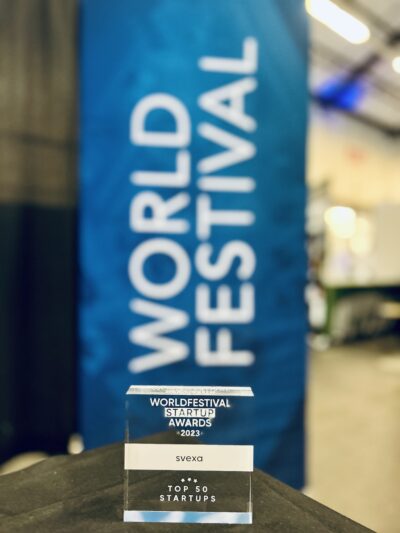 WORLD
FESTIVAL
WORLDFESTIVAL
STARTUP
AWARDS
·2023·
svexa
TOP 50
STARTUPS